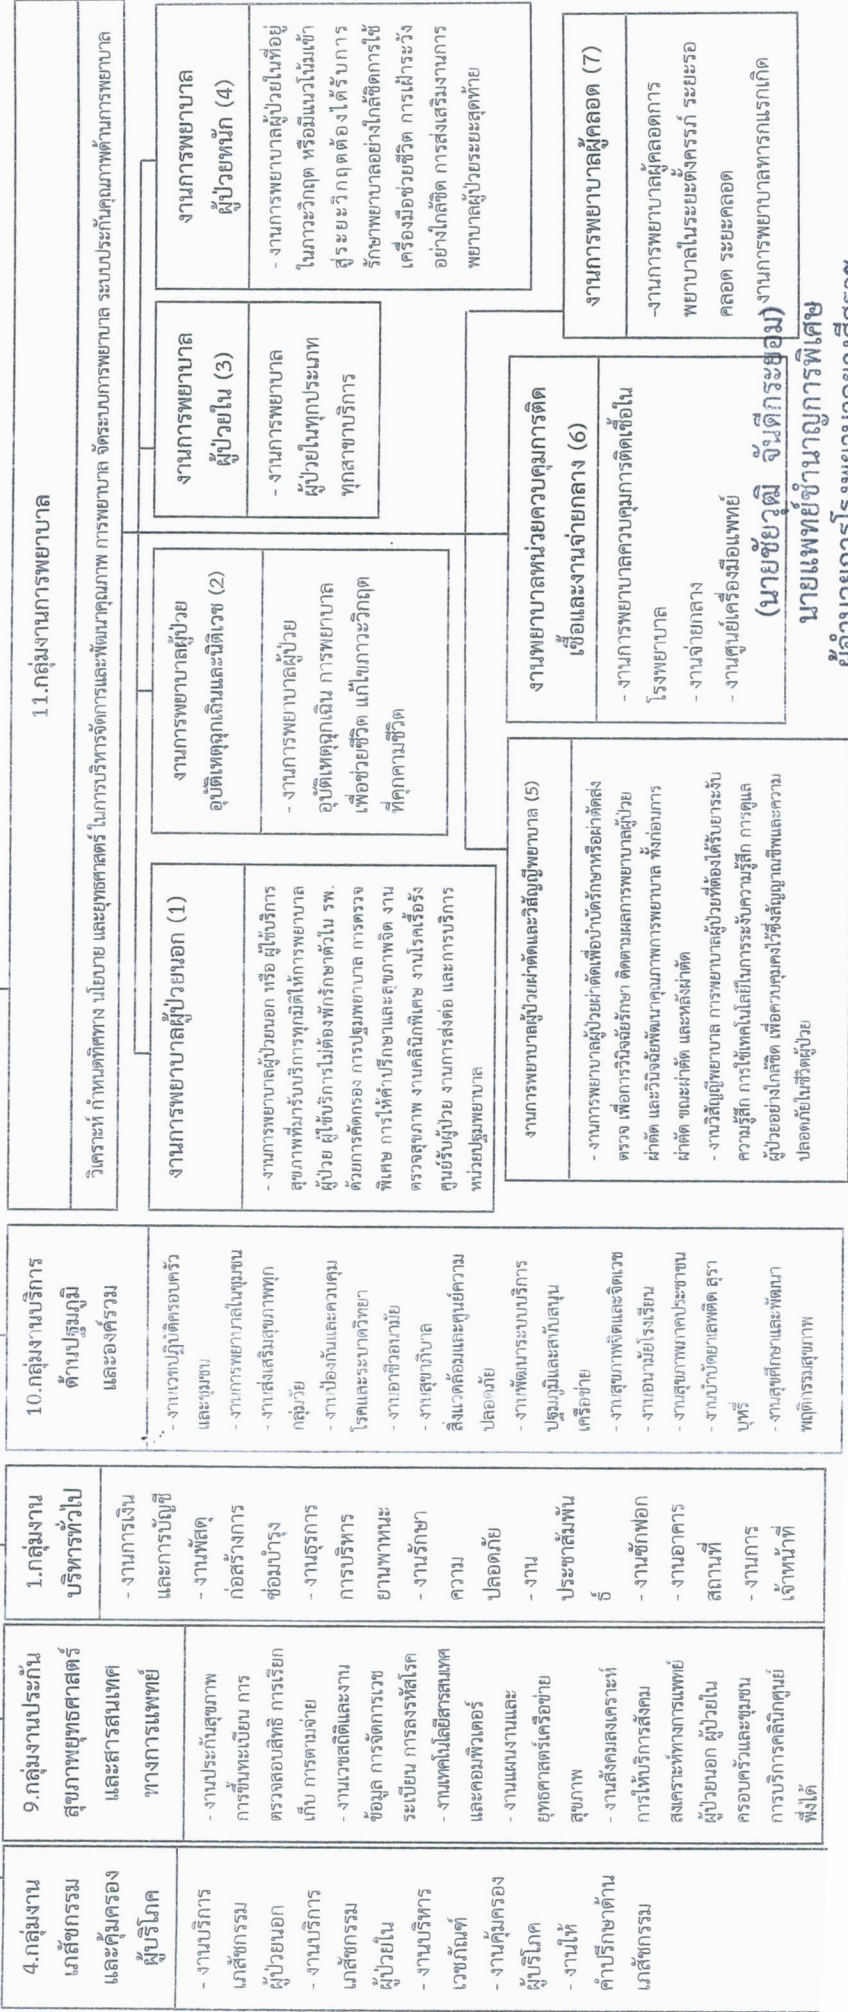 4.กลุ่มงาน
เภสัชกรรม
และคุ้มครอง
ผู้บริโภค
- งานบริการ
เภสัชกรรม
ผู้ป่วยนอก
- งานบริการ
เภสัชกรรม
ผู้ป่วยใน
- งานบริหาร
เวชภัณฑ์
- งานคุ้มครอง
ผู้บริโภค
- งานให้
คำปรึกษาด้าน
เภสัชกรรม
9.กลุ่มงานประกัน
สุขภาพยุทธศาสตร์
และสารสนเทศ
ทางการแพทย์
- งานประกันสุขภาพ
การขึ้นทะเบียน การ
ตรวจสอบสิทธิ การเรียก
เก็บ การตามจ่าย
- งานเวชสถิติและงาน
ข้อมูล การจัดการเวช
ระเบียน การลงรหัสโรค
- งานเทคโนโลยีสารสนเทศ
และคอมพิวเตอร์
- งานแผนงานและ
ยุทธศาสตร์เครือข่าย
สุขภาพ
- งานสังคมสงเคราะห์
การให้บริการสังคม
สงเคราะห์ทางการแพทย์
ผู้ป่วยนอก ผู้ป่วยใน
ครอบครัวและชุมชน
การบริการคลินิกศูนย์
พึ่งได้
1.กลุ่มงาน
บริหารทั่วไป
- งานการเงิน
และการบัญชี
- งานพัสดุ
ก่อสร้างการ
ซ่อมบำรุง
- งานธุรการ
การบริหาร
ยานพาหนะ
- งานรักษา
ความ
ปลอดภัย
- งาน
ประชาสัมพัน
ธ์
- งานซักฟอก
- งานอาคาร
สถานที่
- งานการ
เจ้าหน้าที่
10.กลุ่มงานบริการ
ด้านปฐมภูมิ
และองค์รวม
- งานเวชปฏิบัติครอบครัว
และชุมชน
- งานการพยาบาลในชุมชน
- งานส่งเสริมสุขภาพทุก
กลุ่มวัย
- งานป้องกันและควบคุม
โรคและระบาดวิทยา
- งานอาชีวอนามัย
- งานสุขาภิบาล
สิ่งแวดล้อมและศูนย์ความ
ปลอดภัย
- งานพัฒนาระบบบริการ
ปฐมภูมิและสนับสนุน
เครือข่าย
- งานสุขภาพจิตและจิตเวช
- งานอนามัยโรงเรียน
- งานสุขภาพภาคประชาชน
- งานบำบัดยาเสพติด สุรา
บุหรี่
- งานสุขศึกษาและพัฒนา
พฤติกรรมสุขภาพ
11.กลุ่มงานการพยาบาล
วิเคราะห์ กำหนดทิศทาง นโยบาย และยุทธศาสตร์ ในการบริหารจัดการและพัฒนาคุณภาพ การพยาบาล จัดระบบการพยาบาล ระบบประกันคุณภาพด้านการพยาบาล
งานการพยาบาลผู้ป่วยนอก (1)
- งานการพยาบาลผู้ป่วยนอก หรือ ผู้ใช้บริการ
สุขภาพที่มารับบริการทุกมิติให้การพยาบาล
ผู้ป่วย ผู้ใช้บริการไม่ต้องพักรักษาตัวใน รพ.
ด้วยการคัดกรอง การปฐมพยาบาล การตรวจ
พิเศษ การให้คำปรึกษาและสุขภาพจิต งาน
ตรวจสุขภาพ งานคลินิกพิเศษ งานโรคเรื้อรัง
ศูนย์รับผู้ป่วย งานการส่งต่อ และการบริการ
หน่วยปฐมพยาบาล
งานการพยาบาลผู้ป่วย
อุบัติเหตุฉุกเฉินและนิติเวช (2)
- งานการพยาบาลผู้ป่วย
อุบัติเหตุฉุกเฉิน การพยาบาล
เพื่อช่วยชีวิต แก้ไขภาวะวิกฤต
ที่คุกคามชีวิต
งานการพยาบาล
ผู้ป่วยใน (3)
- งานการพยาบาล
ผู้ป่วยในทุกประเภท
ทุกสาขาบริการ
งานการพยาบาล
ผู้ป่วยหนัก (4)
- งานการพยาบาลผู้ป่วยในที่อยู่
ในภาวะวิกฤต หรือมีแนวโน้มเข้า
สู่ระยะวิกฤตต้องได้รับการ
รักษาพยาบาลอย่างใกล้ชิดการใช้
เครื่องมือช่วยชีวิต การเฝ้าระวัง
อย่างใกล้ชิด การส่งเสริมงานการ
พยาบาลผู้ป่วยระยะสุดท้าย
งานการพยาบาลผู้ป่วยผ่าตัดและวิสัญญีพยาบาล (5)
- งานการพยาบาลผู้ป่วยผ่าตัดเพื่อบำบัดรักษาหรือผ่าตัดส่ง
ตรวจ เพื่อการวินิจฉัยรักษา ติดตามผลการพยาบาลผู้ป่วย
ผ่าตัด และวินิจฉัยพัฒนาคุณภาพการพยาบาล ทั้งก่อนการ
ผ่าตัด ขณะผ่าตัด และหลังผ่าตัด
- งานวิสัญญีพยาบาล การพยาบาลผู้ป่วยที่ต้องได้รับยาระงับ
ความรู้สึก การใช้เทคโนโลยีในการระงับความรู้สึก การดูแล
ผู้ป่วยอย่างใกล้ชิด เพื่อควบคุมคงไว้ซึ่งสัญญาณชีพและความ
ปลอดภัยในชีวิตผู้ป่วย
งานพยาบาลหน่วยควบคุมการติด
เชื้อและงานจ่ายกลาง (6)
- งานการพยาบาลควบคุมการติดเชื้อใน
โรงพยาบาล
- งานจ่ายกลาง
- งานศูนย์เครื่องมือแพทย์
งานการพยาบาลผู้คลอด (7)
-งานการพยาบาลผู้คลอดการ
พยาบาลในระยะตั้งครรภ์ ระยะรอ
คลอด ระยะคลอด
งานการพยาบาลทารกแรกเกิด
(นายชัยวุฒิ จันดีกระยอม)
นายแพทย์ชำนาญการพิเศษ
ผู้อำนวยการโรงพยาบาลยางสีสุราช